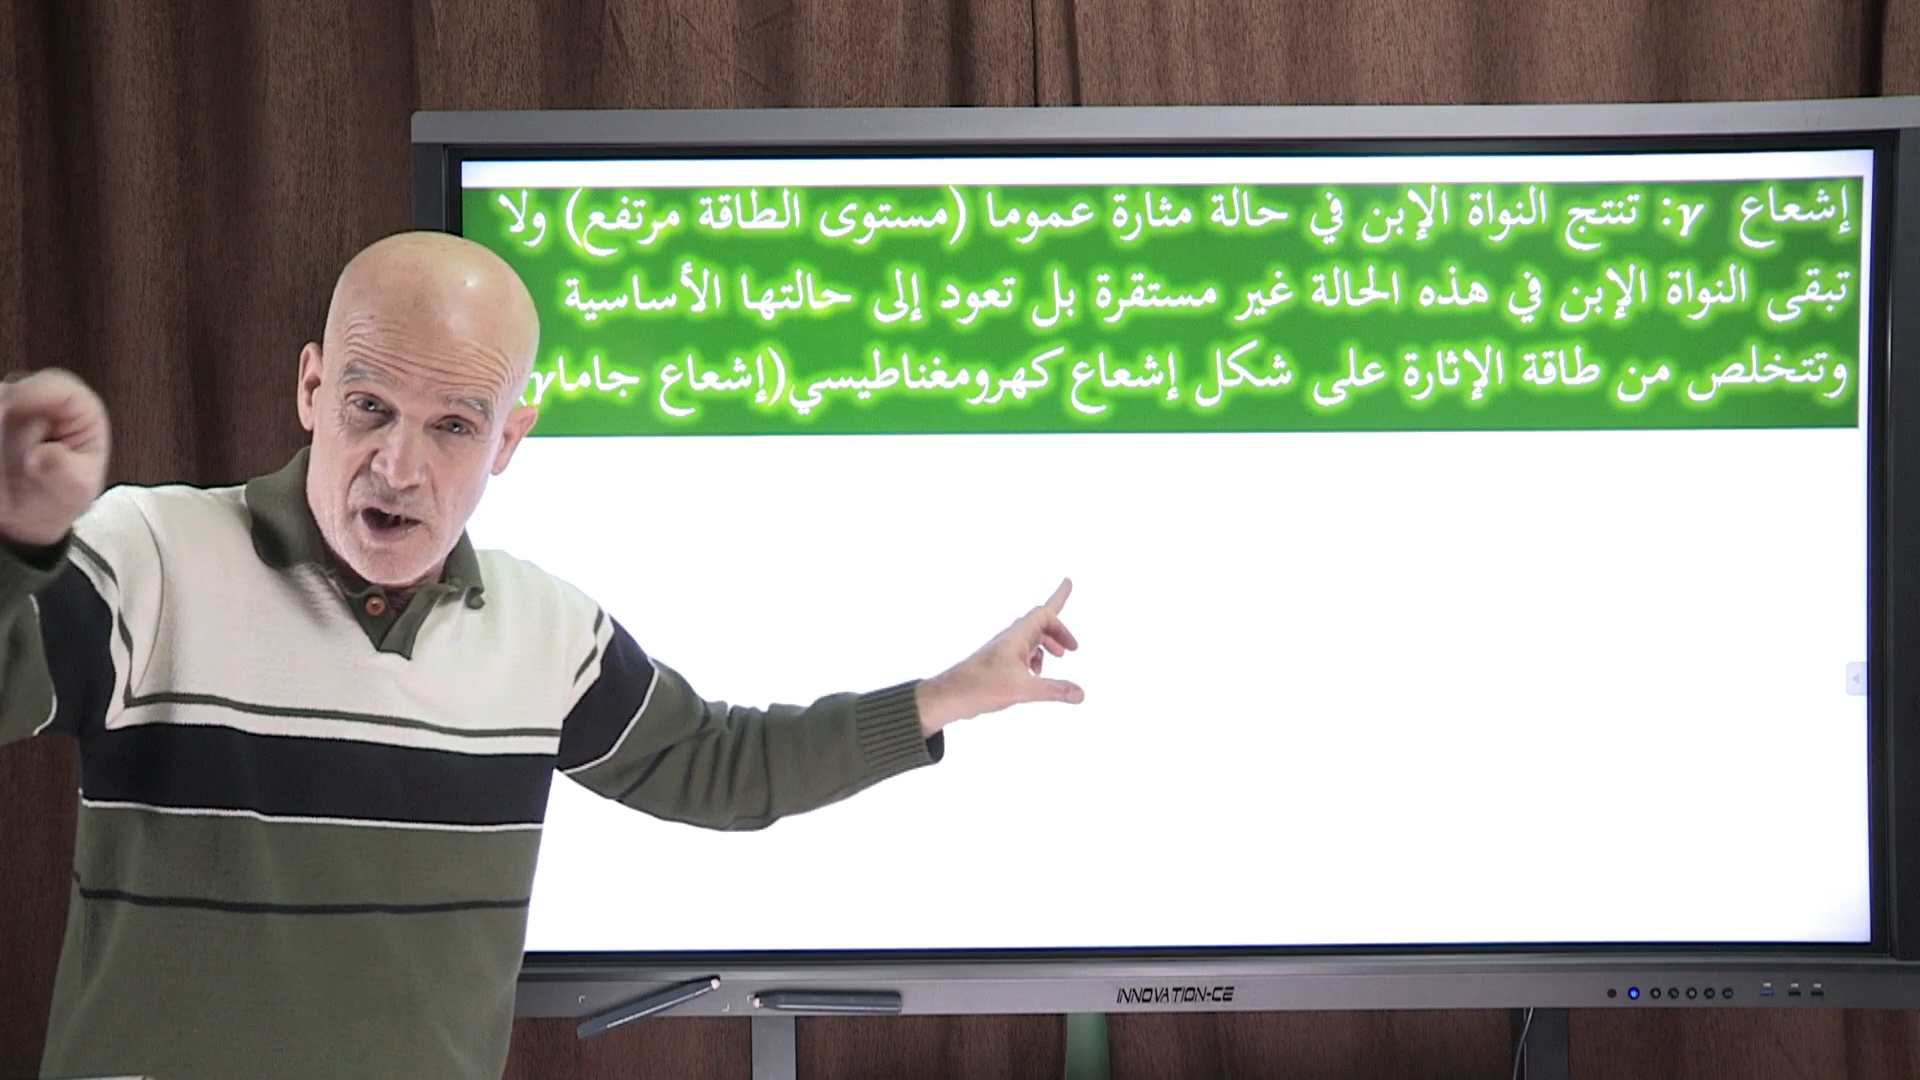 إشعاع γ: تنتج النواة الإبن في حالة مثارة عموما (مستوى الطاقة مرتفع) ولا
تبقى النواة الإبن في هذه الحالة غير مستقرة بل تعود إلى حالتها الأساسية
وتتخلص من طاقة الإثارة على شكل إشعاع كهرومغناطيسي(إشعاع جاماγ)
INNOVATION-CE